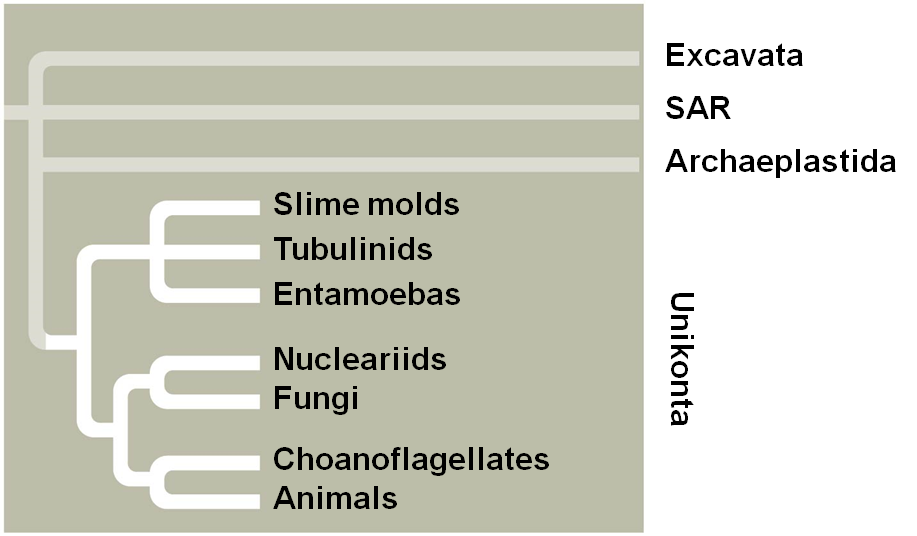 Excavata
SAR
Archaeplastida
Slime molds
Tubulinids
Entamoebas
Nucleariids
Fungi
Choanoflagellates
Animals
Unikonta